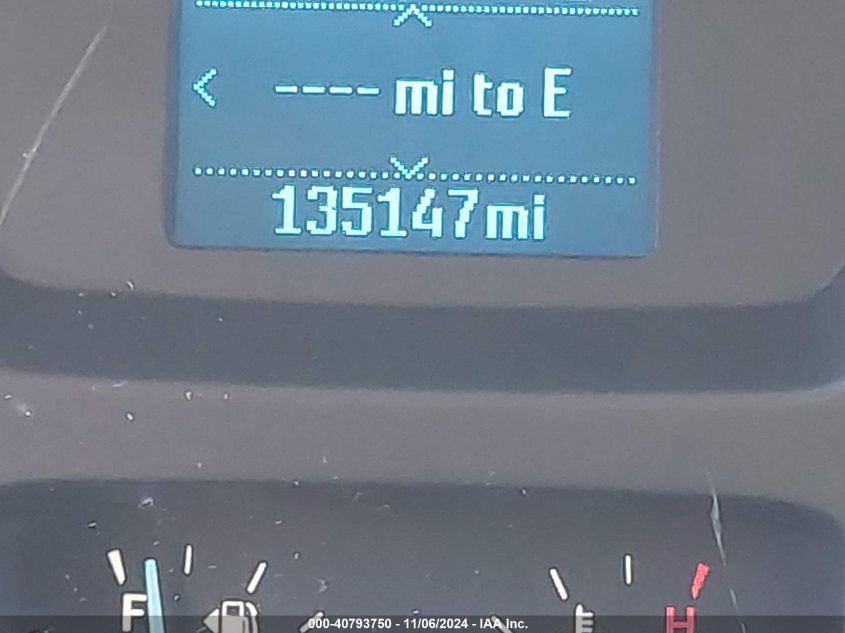 ---- mi to E
135147mi
F H
000-40793750 - 11/06/2024 - IAA Inc.